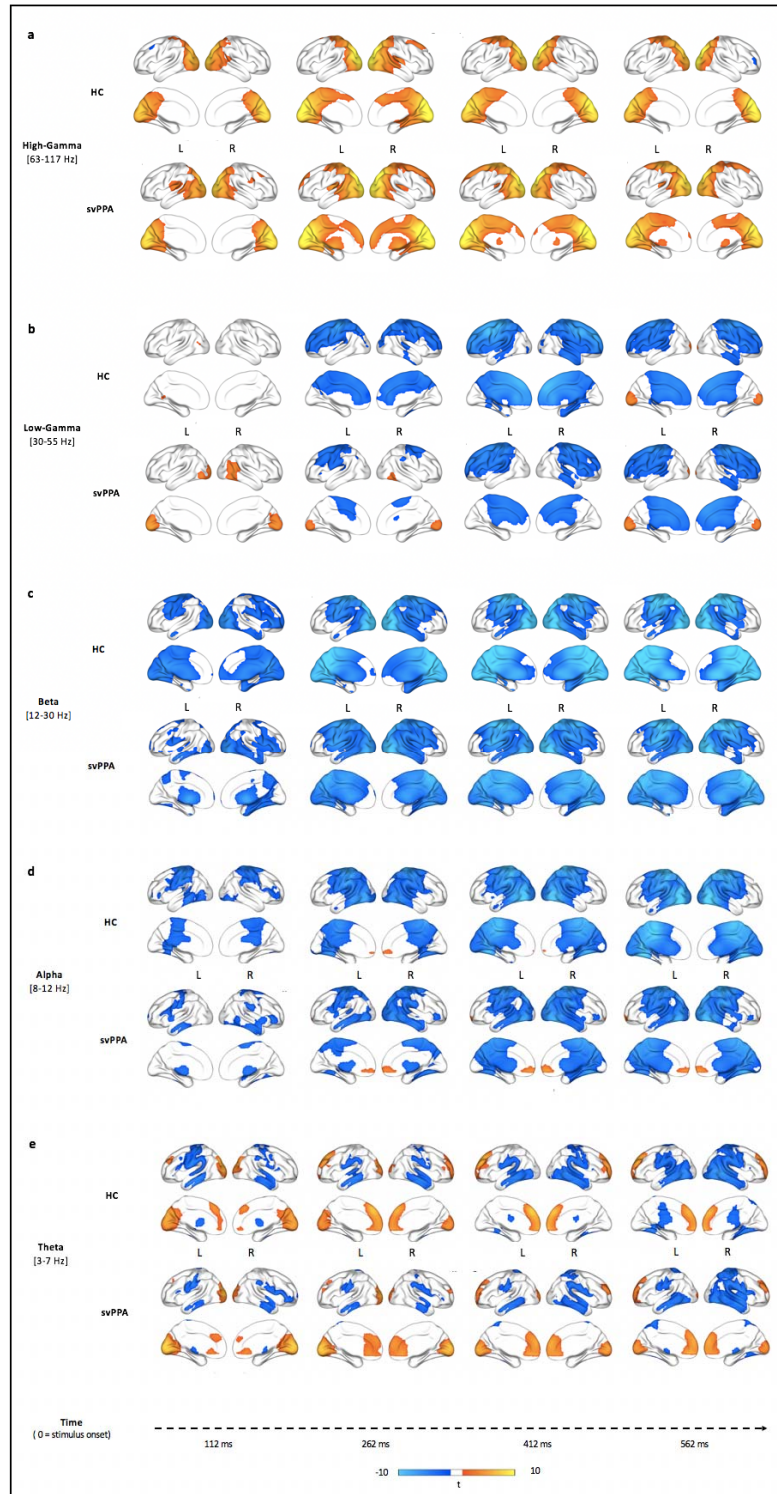 a
HC
L R L R L R L R
High-Gamma
[63-117 Hz]
svPPA
b
HC
L R L R L R L R
Low-Gamma
[30-55 Hz]
svPPA
c
HC
L R L R L R L R
Beta
[12-30 Hz]
svPPA
d
HC
L R L R L R L R
Alpha
[8-12 Hz]
svPPA
e
HC
L R L R L R L R
Theta
[3-7 Hz]
svPPA
Time
( 0 = stimulus onset)
112 ms 262 ms 412 ms 562 ms
-10 10
t